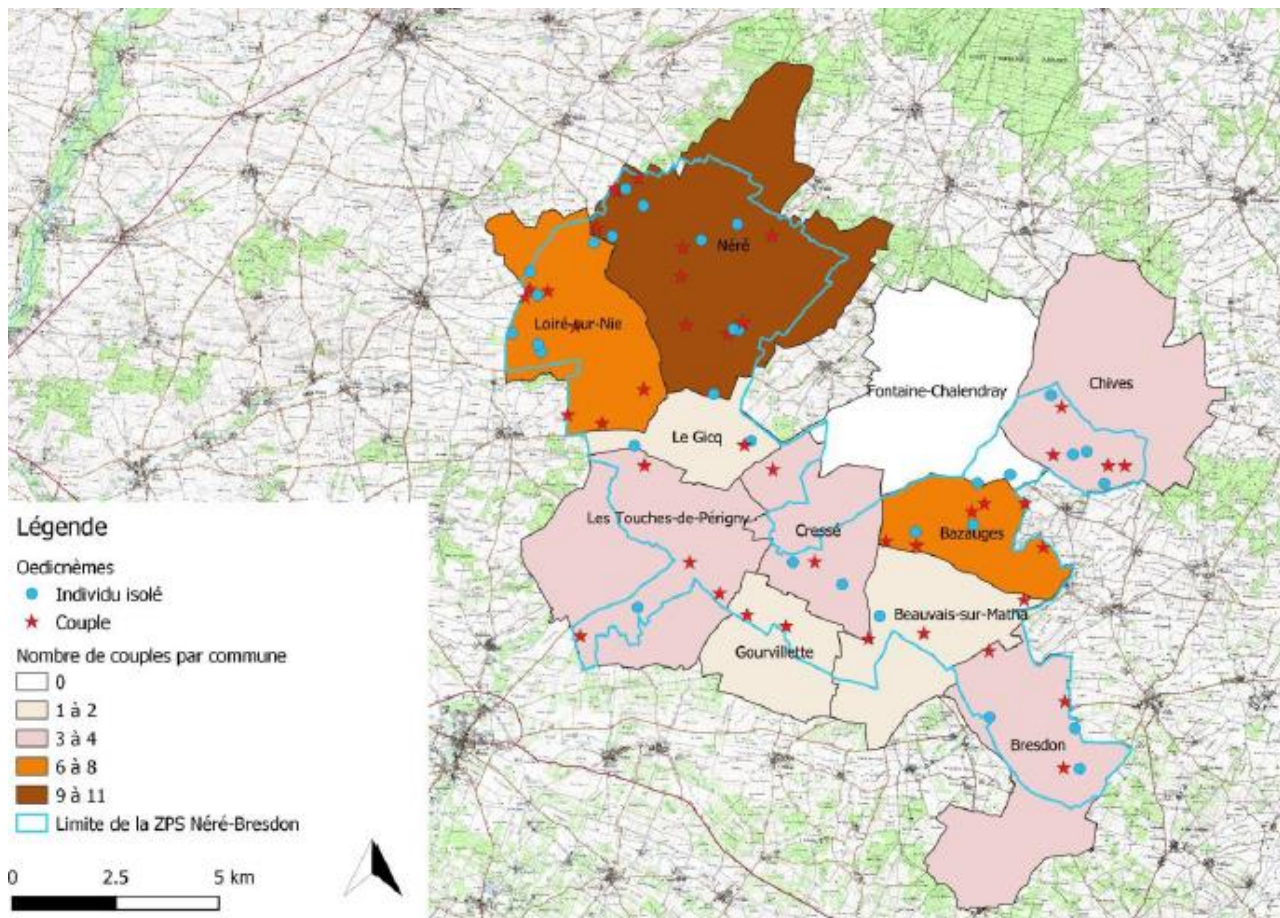 Néré
Loiré-sur-Nie
Fontaine-Chalendray
Chives
Le Gicq
Les Touches-de-Périgny
Cressé
Bazauges
Beauvais-sur-Matha
Gourvillette
Bresdon
Légende
Oedicnèmes
Individu isolé
Couple
Nombre de couples par commune
0
1 à 2
3 à 4
6 à 8
9 à 11
Limite de la ZPS Néré-Bresdon
0 2.5 5 km